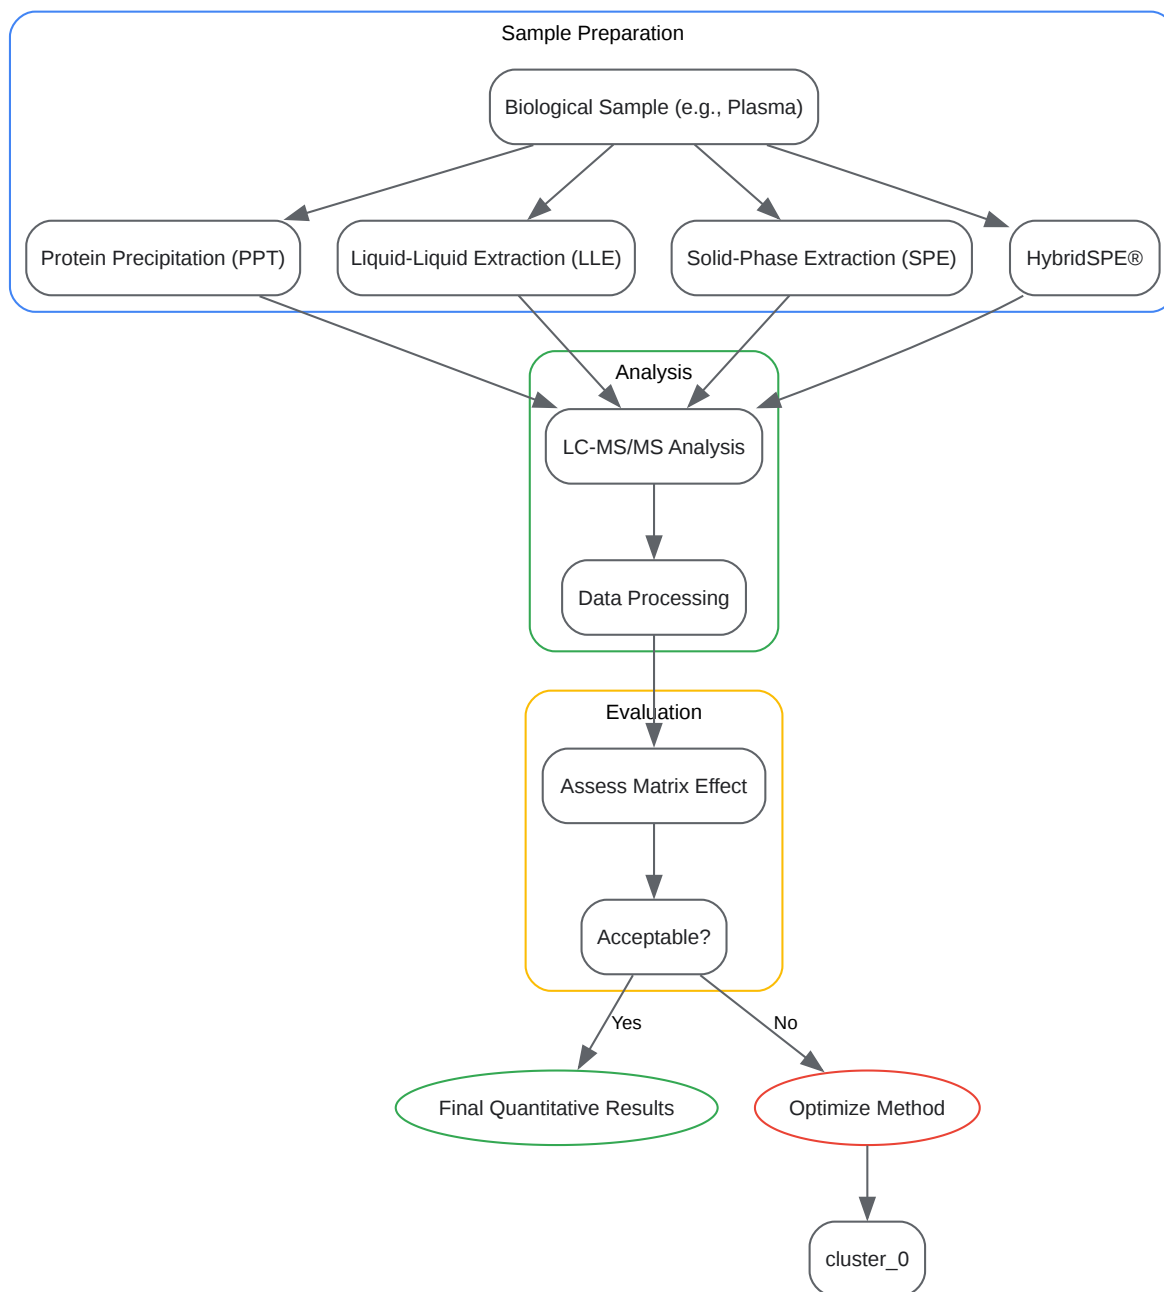 Sample Preparation
Biological Sample (e.g., Plasma)
Protein Precipitation (PPT)
Liquid-Liquid Extraction (LLE)
Solid-Phase Extraction (SPE)
HybridSPE®
Analysis
LC-MS/MS Analysis
Data Processing
Evaluation
Assess Matrix Effect
Acceptable?
Yes
No
Final Quantitative Results
Optimize Method
cluster_0